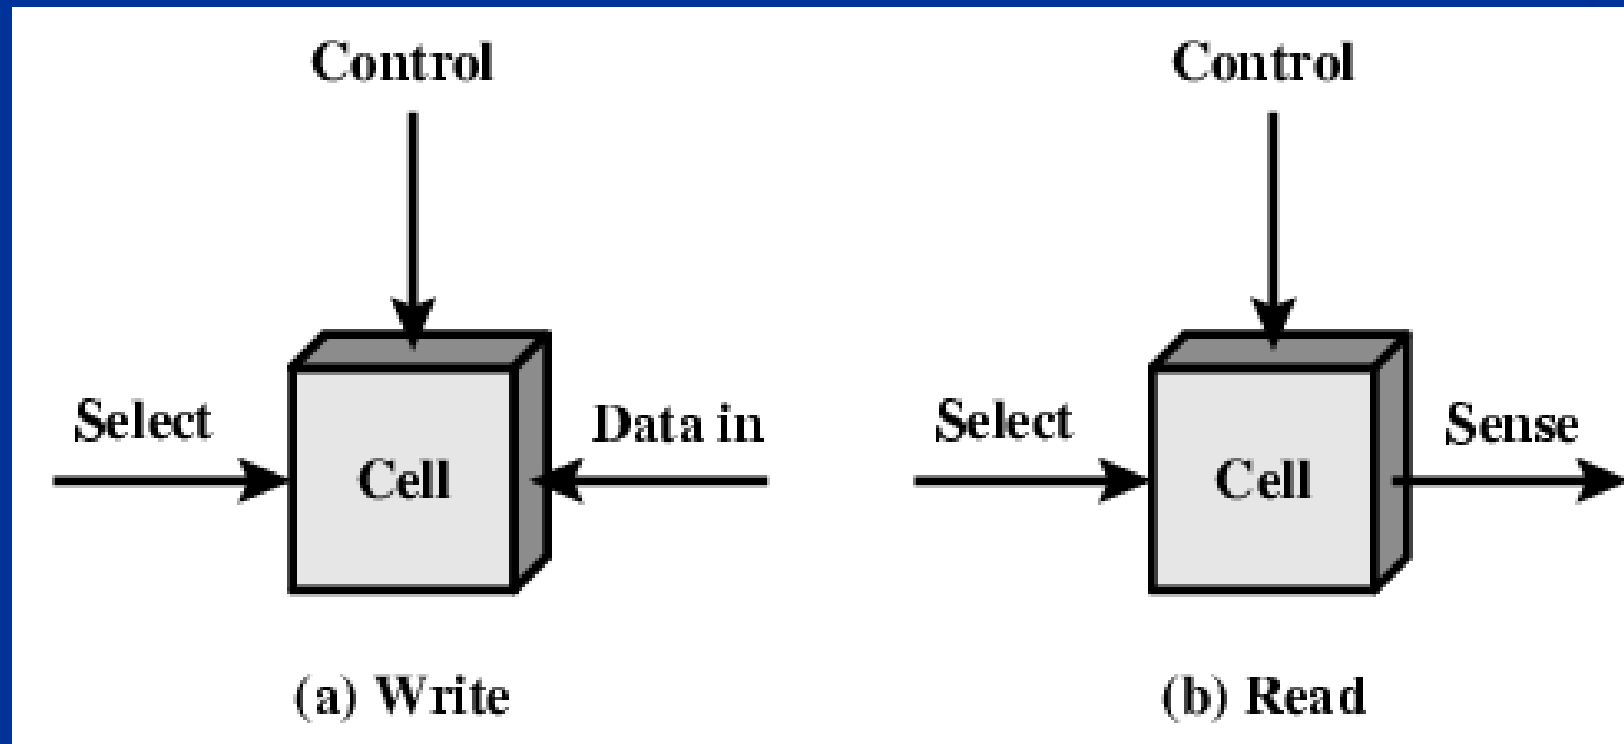 Control
Select
Cell
Data in
(a) Write
Control
Select
Cell
Sense
(b) Read